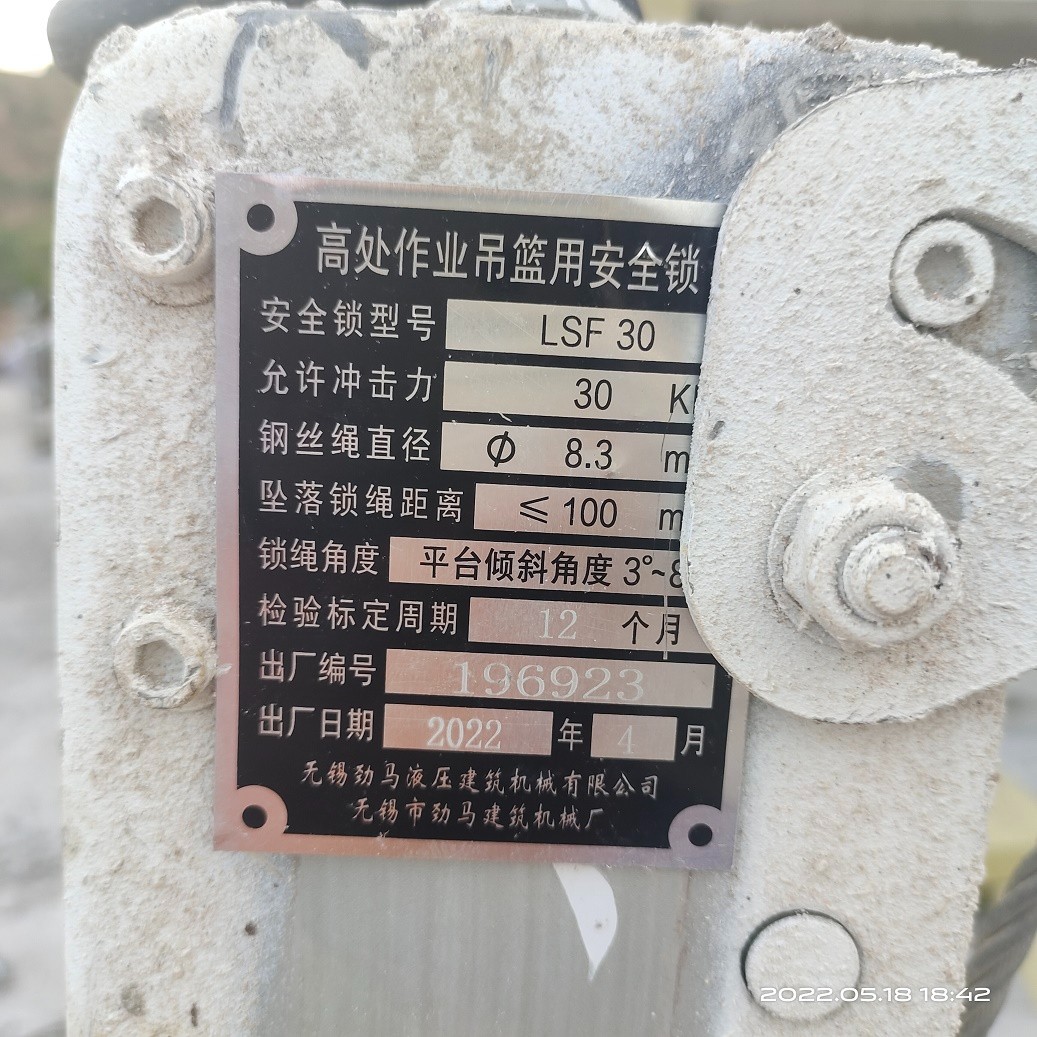 高处作业吊篮用安全锁
安全锁型号 LSF 30
允许冲击力 30 K
钢丝绳直径 Ф 8.3 m
坠落锁绳距离 ≤ 100 m
锁绳角度 平台倾斜角度 3°~8
检验标定周期 12 个月
出厂编号 196923
出厂日期 2022 年 4 月
无锡劲马液压建筑机械有限公司
无锡市劲马建筑机械厂
2022.05.18 18:42